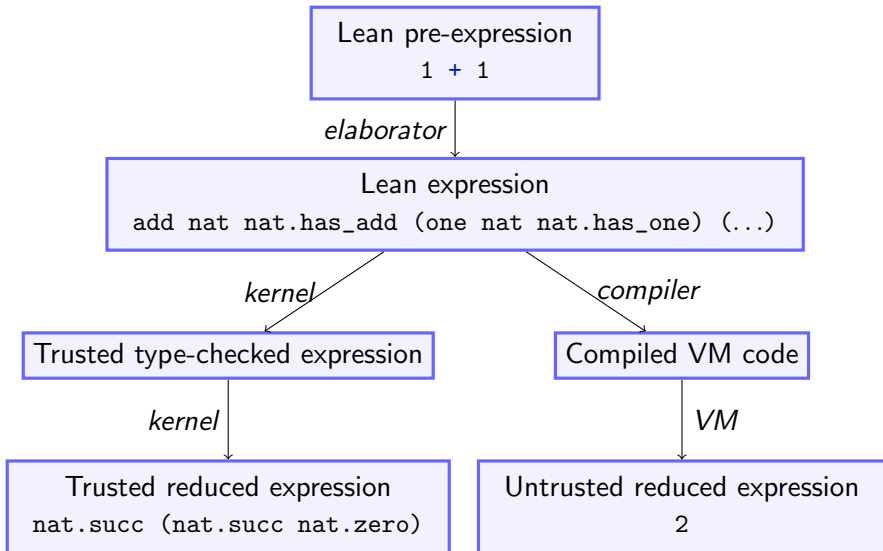 Lean pre-expression
1 + 1
elaborator
Lean expression
add nat nat.has_add (one nat nat.has_one) (...)
kernel
compiler
Trusted type-checked expression
Compiled VM code
kernel
VM
Trusted reduced expression
nat.succ (nat.succ nat.zero)
Untrusted reduced expression
2